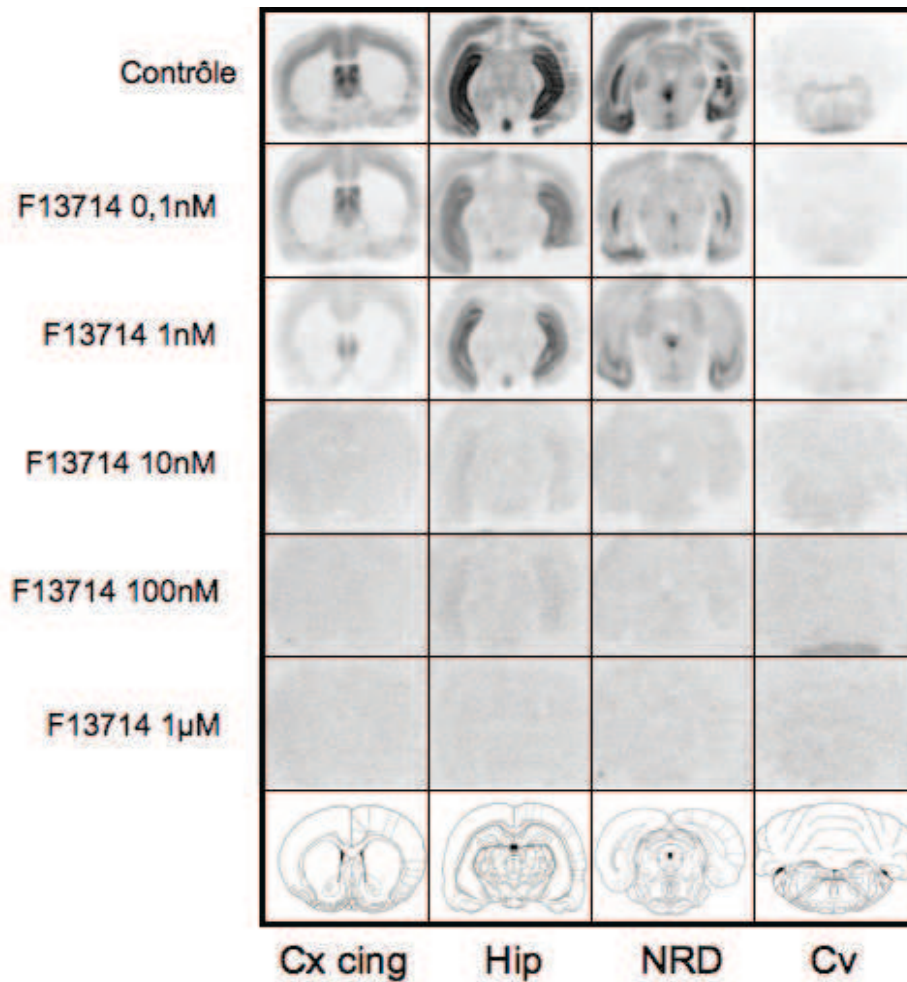 Contrôle
F13714 0,1nM
F13714 1nM
F13714 10nM
F13714 100nM
F13714 1µM
Cx cing Hip NRD Cv